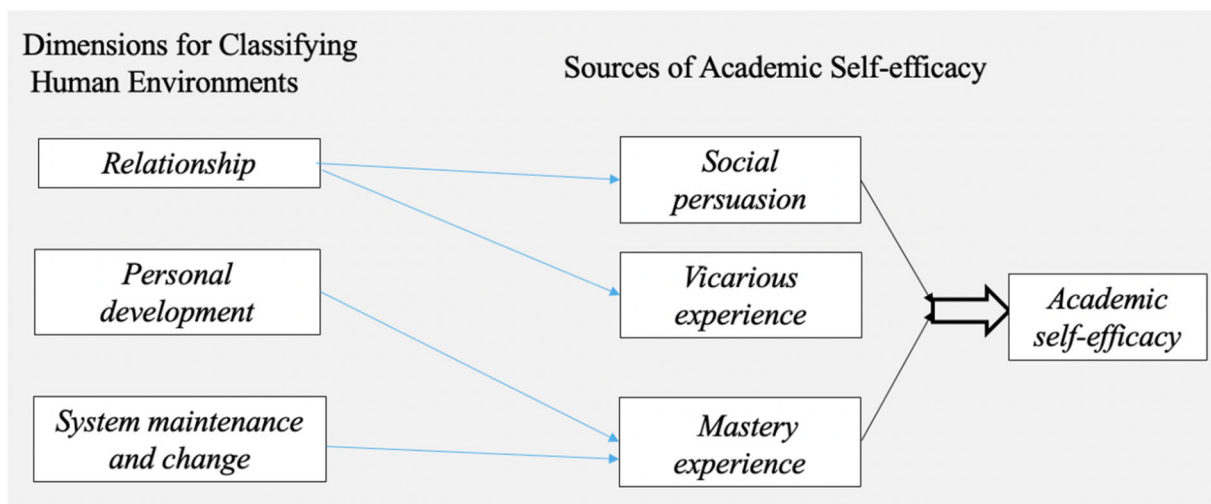 Dimensions for Classifying
Human Environments
Sources of Academic Self-efficacy
Relationship
Social
persuasion
Personal
development
Vicarious
experience
Academic
self-efficacy
System maintenance
and change
Mastery
experience